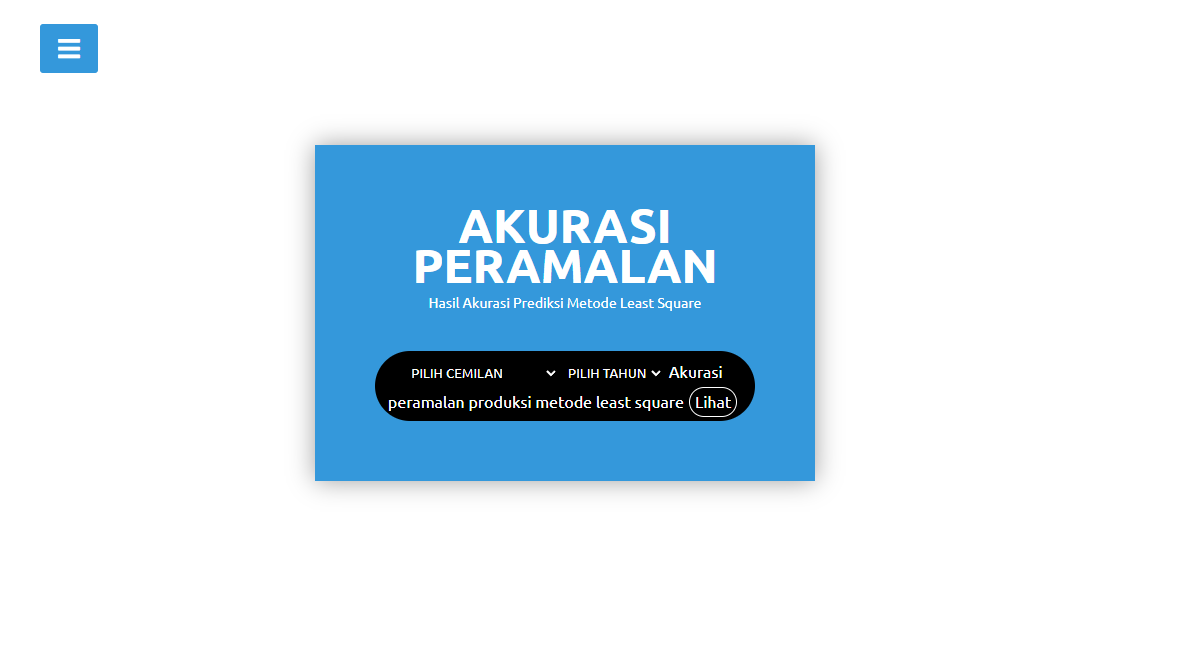 AKURASI
PERAMALAN
Hasil Akurasi Prediksi Metode Least Square
PILIH CEMILAN PILIH TAHUN Akurasi
peramalan produksi metode least square Lihat